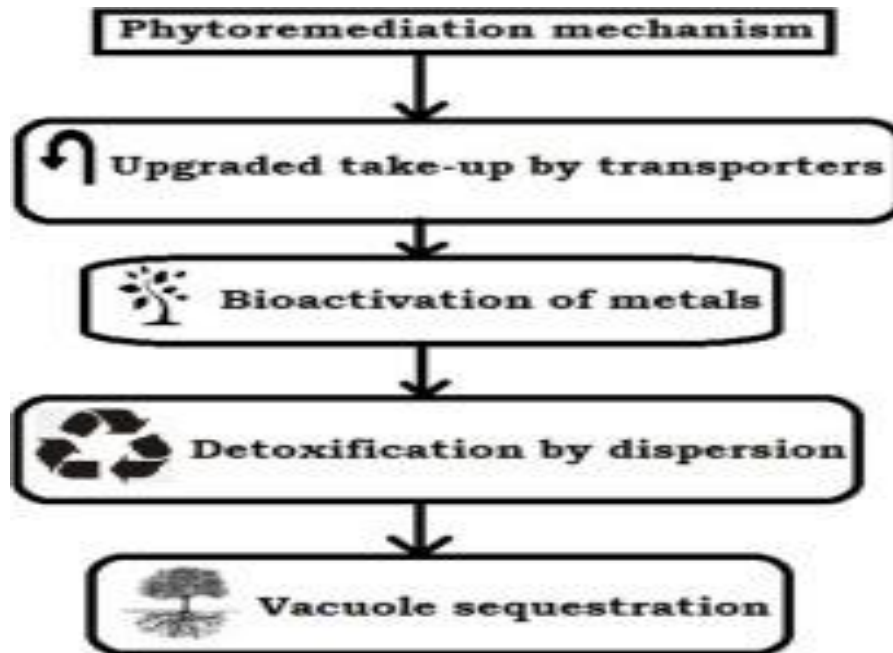 Phytoremediation mechanism
Upgraded take-up by transporters
Bioactivation of metals
Detoxification by dispersion
Vacuole sequestration